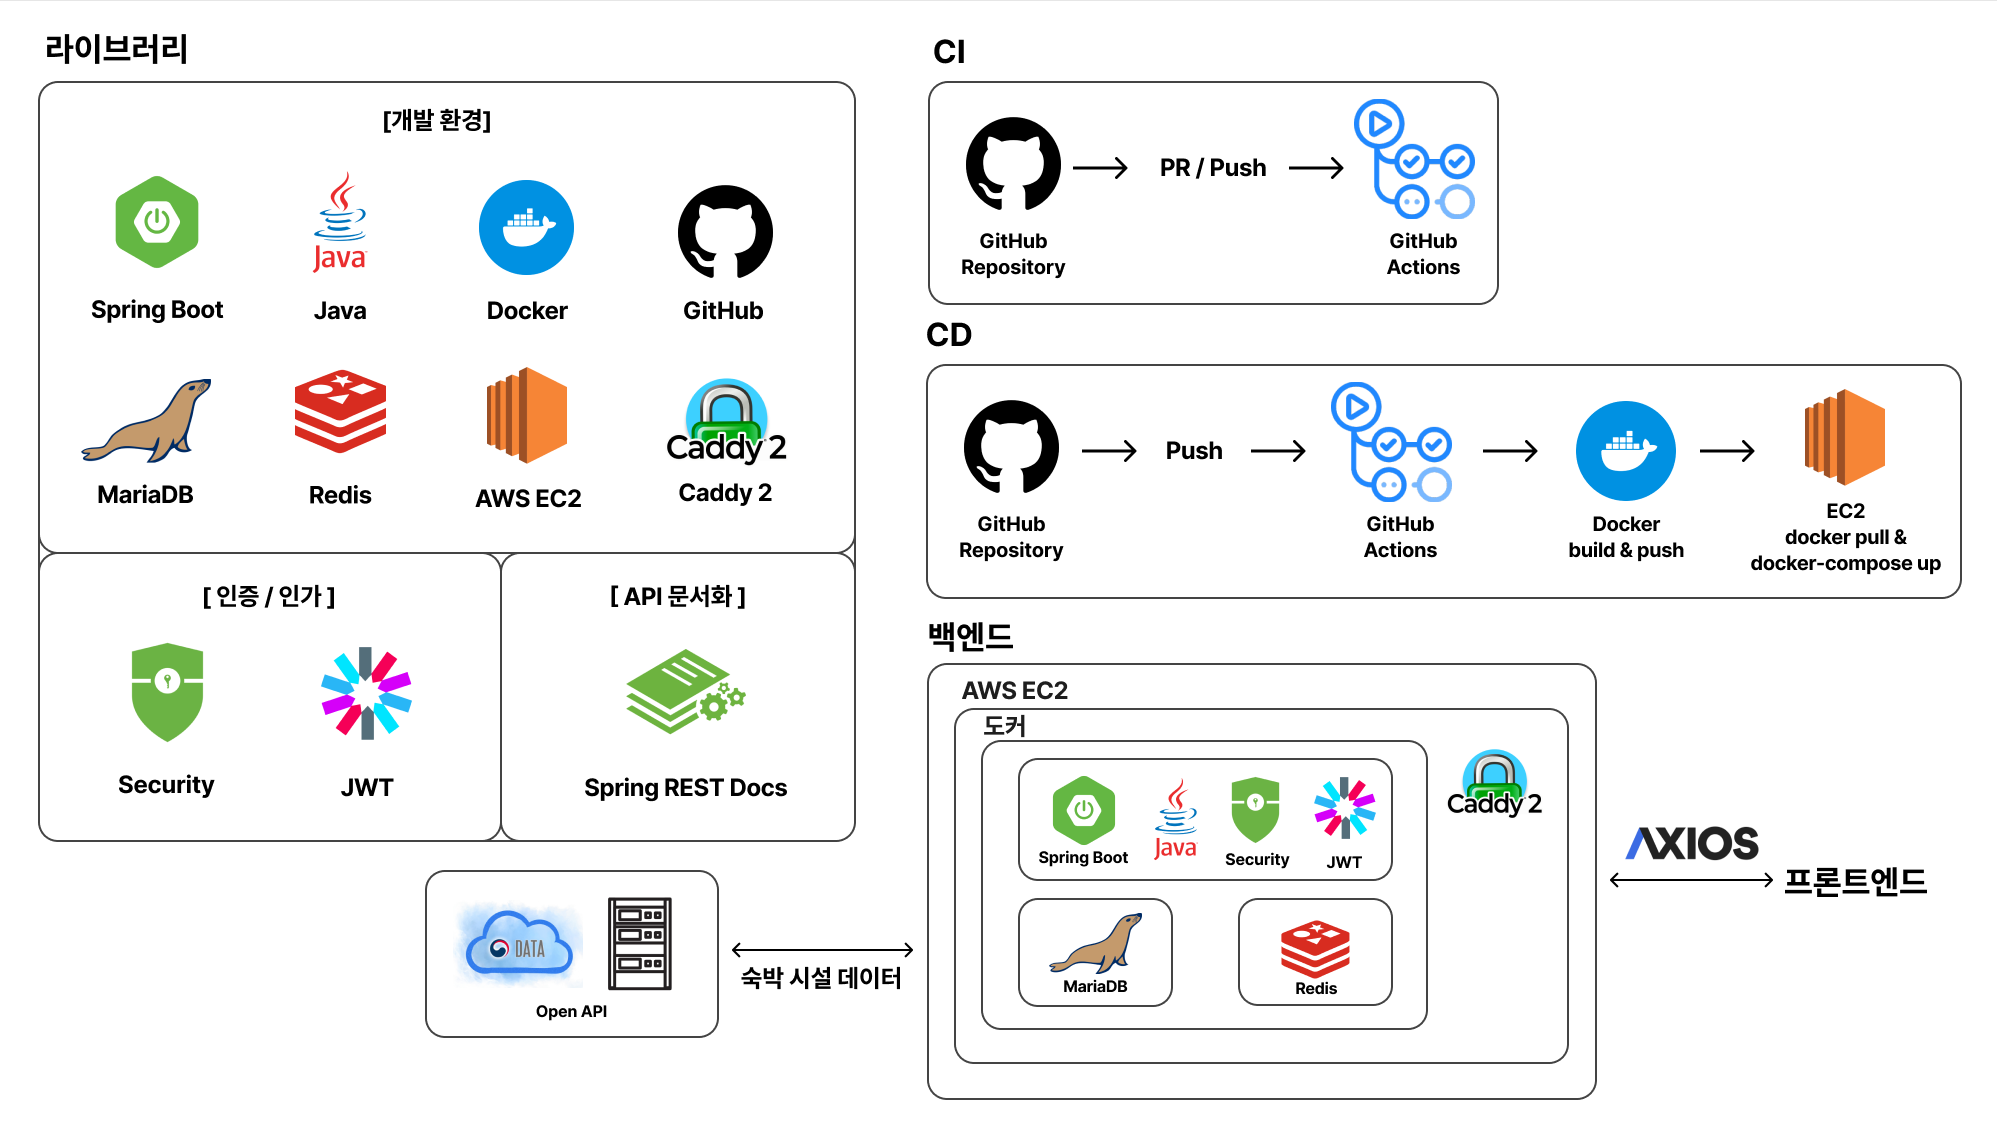 라이브러리
[개발 환경]
Spring Boot
Java
Java
Docker
GitHub
MariaDB
Redis
AWS EC2
Caddy 2
Caddy 2
[ 인증 / 인가 ]
Security
JWT
[ API 문서화 ]
Spring REST Docs
CI
GitHub
Repository
PR / Push
GitHub
Actions
CD
GitHub
Repository
Push
GitHub
Actions
Docker
build & push
EC2
docker pull &
docker-compose up
백엔드
AWS EC2
도커
Spring Boot
Java
Security
JWT
Caddy 2
MariaDB
Redis
AXIOS
프론트엔드
DATA
Open API
숙박 시설 데이터